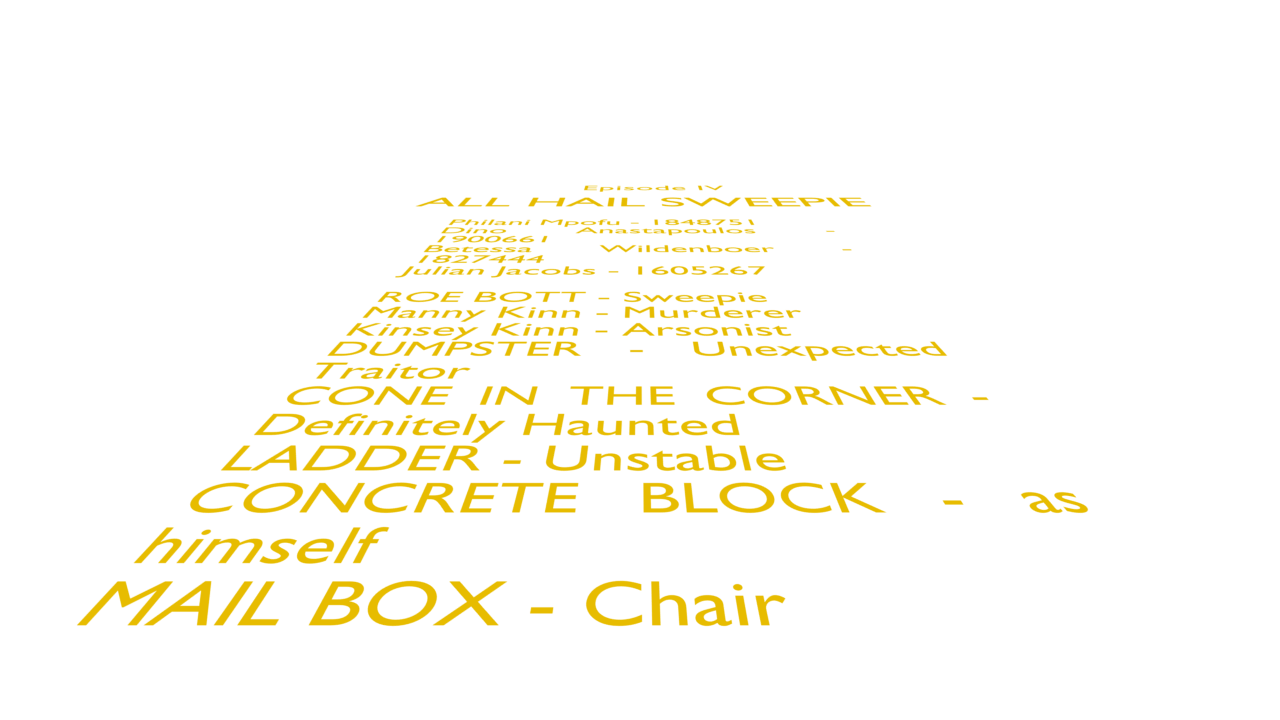 Episode IV
ALL HAIL SWEEPIE
Philani Mpofu - 1848751
Dino Anastapoulos -
1900661
Betessa Wildenboer -
1827444
Julian Jacobs - 1605267
ROE BOTT - Sweepie
Manny Kinn - Murderer
Kinsey Kinn - Arsonist
DUMPSTER - Unexpected
Traitor
CONE IN THE CORNER -
Definitely Haunted
LADDER - Unstable
CONCRETE BLOCK - as
himself
MAIL BOX - Chair